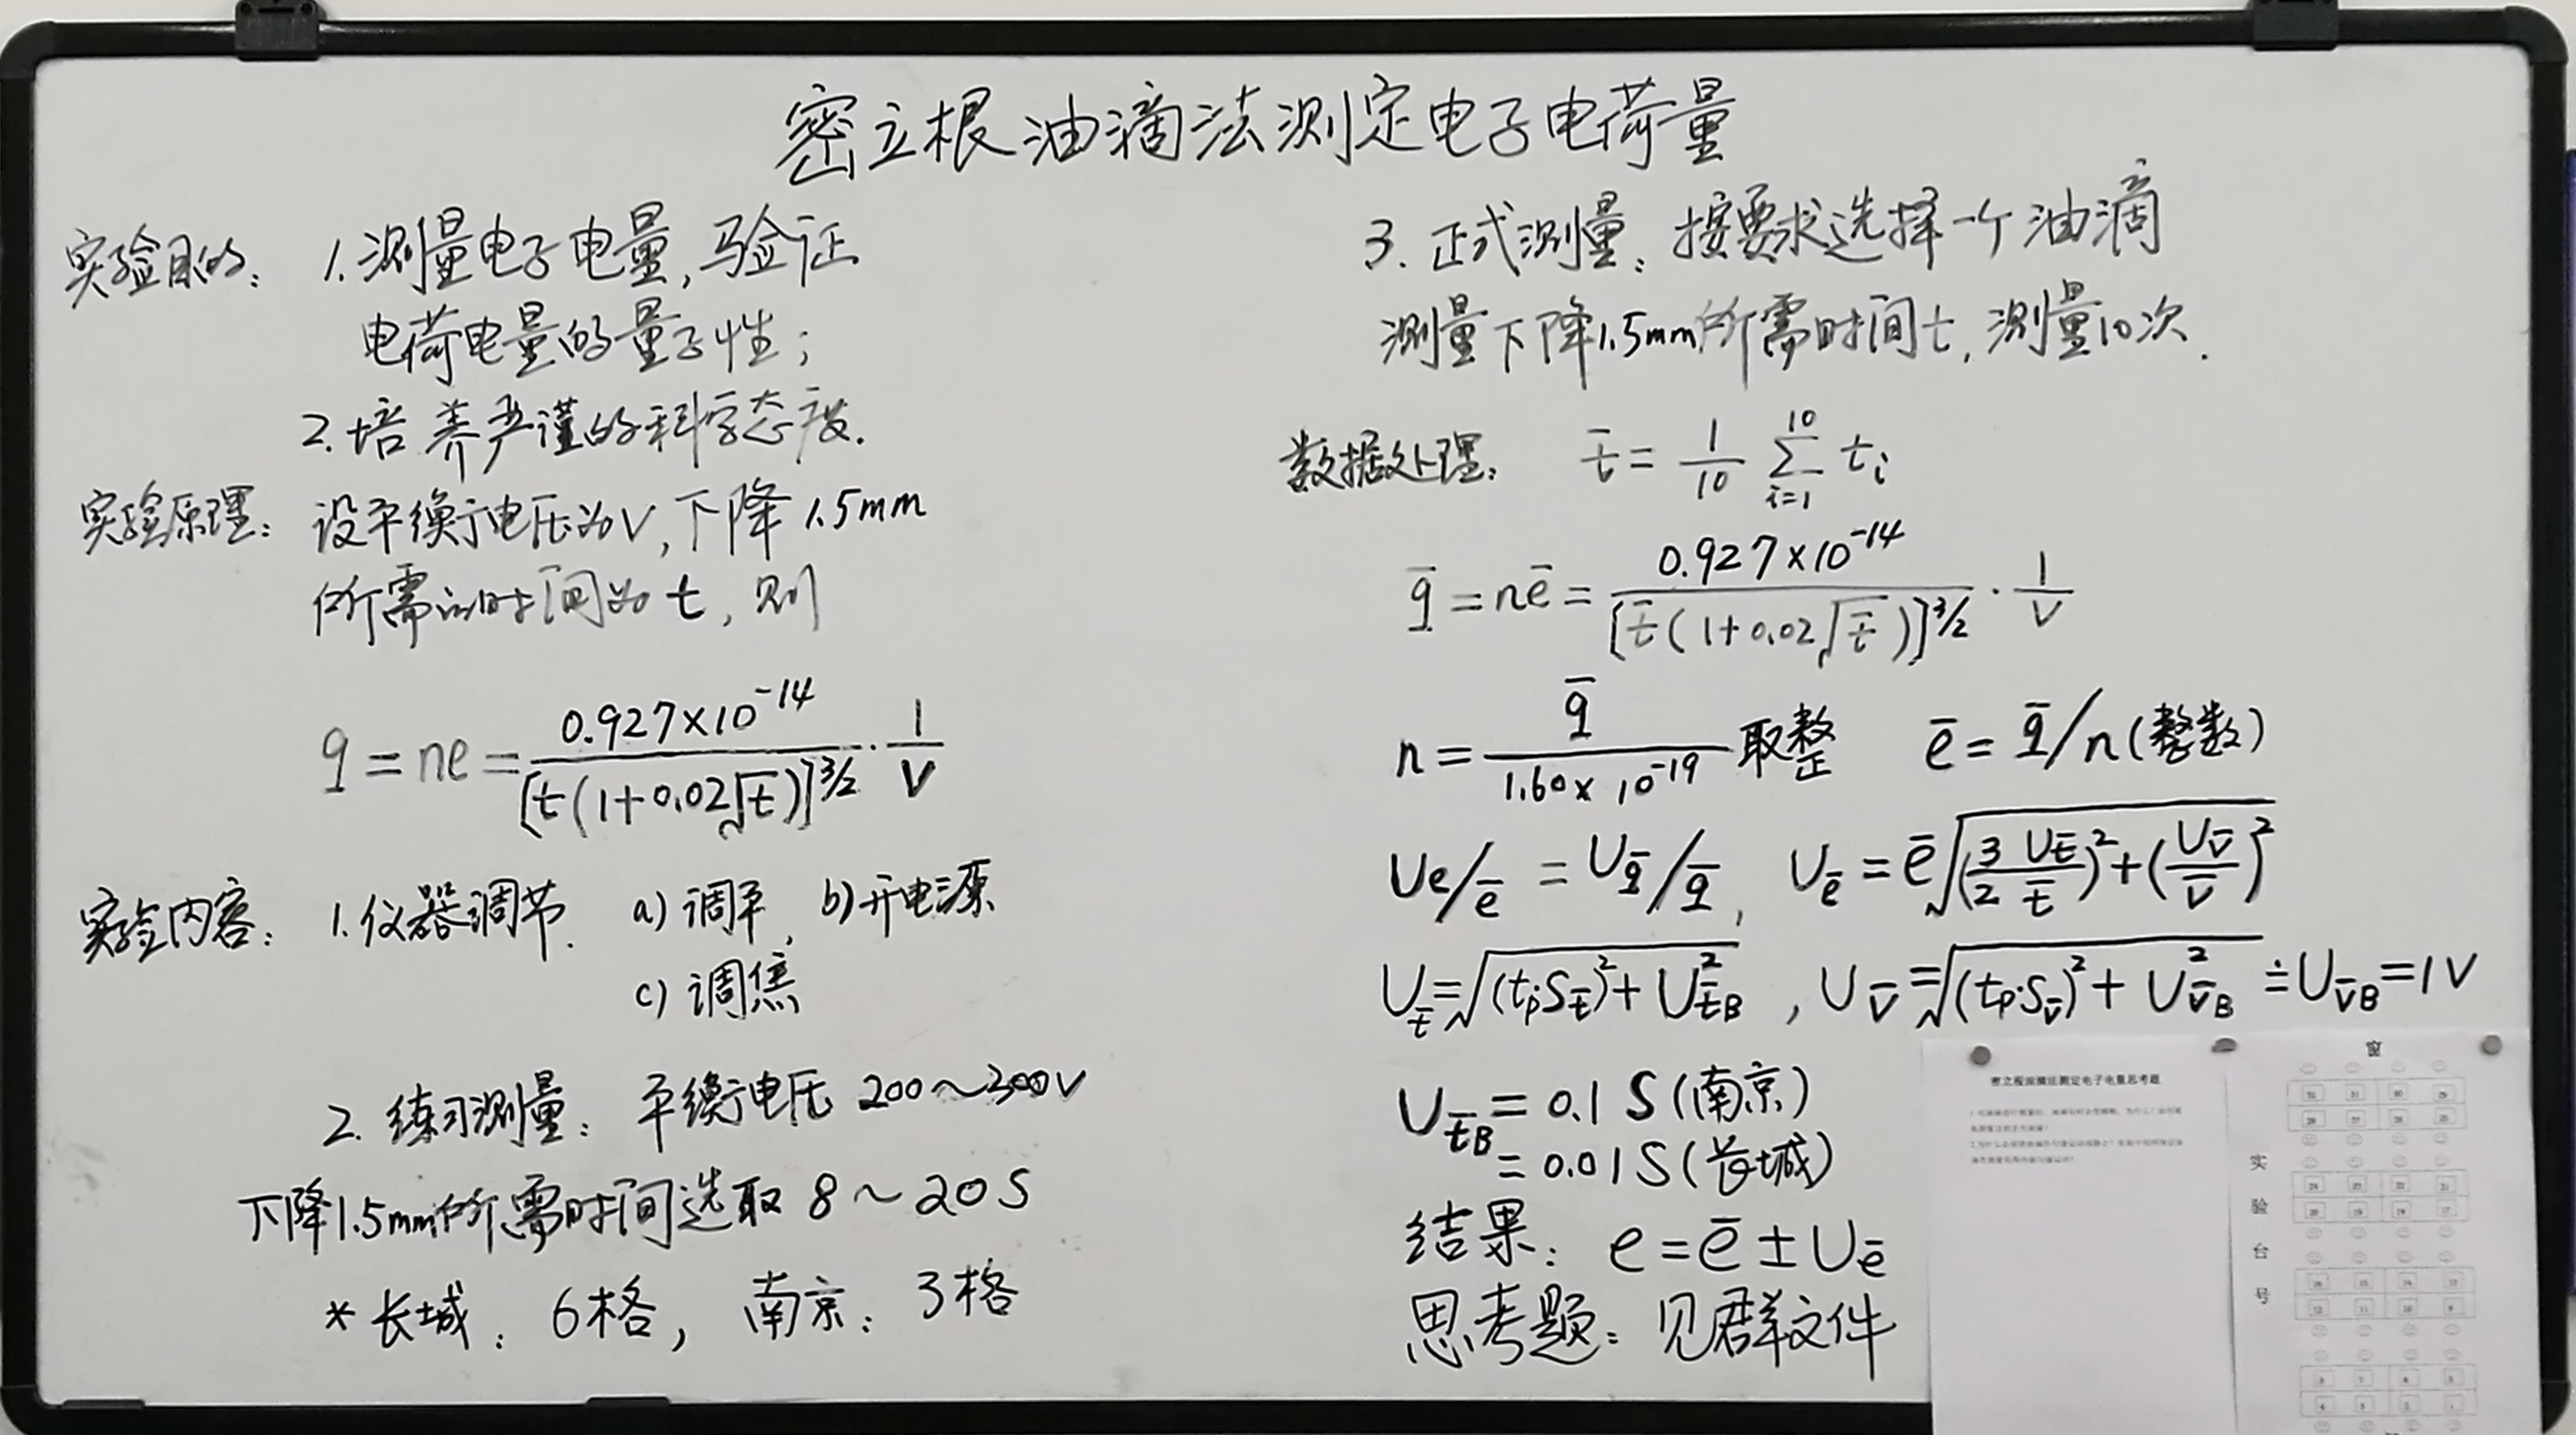 密立根油滴法测定电子电荷量
实验目的: 1.测量电子电量,验证
电荷电量的量子性;
2.培养严谨的科学态度.
实验原理: 设平衡电压为V,下降1.5mm
所需的时间为t,则
q = ne = \frac{0.927×10^{-14}}{[t(1+0.02\sqrt{t})]^{3/2}} · \frac{1}{V}
实验内容: 1.仪器调节. a)调平, b)开电源
c)调焦
2. 练习测量: 平衡电压 200~300V
下降1.5mm所需时间选取 8~20S
*长城: 6格, 南京: 3格
3. 正式测量: 按要求选择一个油滴
测量下降1.5mm所需时间t,测量10次.
数据处理: \bar{t} = \frac{1}{10} \sum_{i=1}^{10} t_i
\bar{q} = n\bar{e} = \frac{0.927×10^{-14}}{[\bar{t}(1+0.02\sqrt{\bar{t}})]^{3/2}} · \frac{1}{V}
n = \frac{\bar{q}}{1.60×10^{-19}} 取整 \bar{e} = \bar{q}/n(整数)
Ue/\bar{e} = U_{\bar{q}}/\bar{q}, U_{\bar{e}} = \bar{e}\sqrt{(\frac{3}{2}\frac{U_{\bar{t}}}{\bar{t}})^2+(\frac{U_{\bar{v}}}{\bar{v}})^2}
U_{\bar{t}} = \sqrt{(t_p·S_{\bar{t}})^2+U_{\bar{t}B}^2}, U_{\bar{v}} = \sqrt{(t_p·S_{\bar{v}})^2+U_{\bar{v}B}^2} ≐ U_{\bar{v}B} = 1V
U_{\bar{t}B} = 0.1 S(南京)
= 0.01S(长城)
结果: e = \bar{e} ± U_{\bar{e}}
思考题: 见群文件
密立根油滴法测定电子电量思考题
窗
实
验
台
号